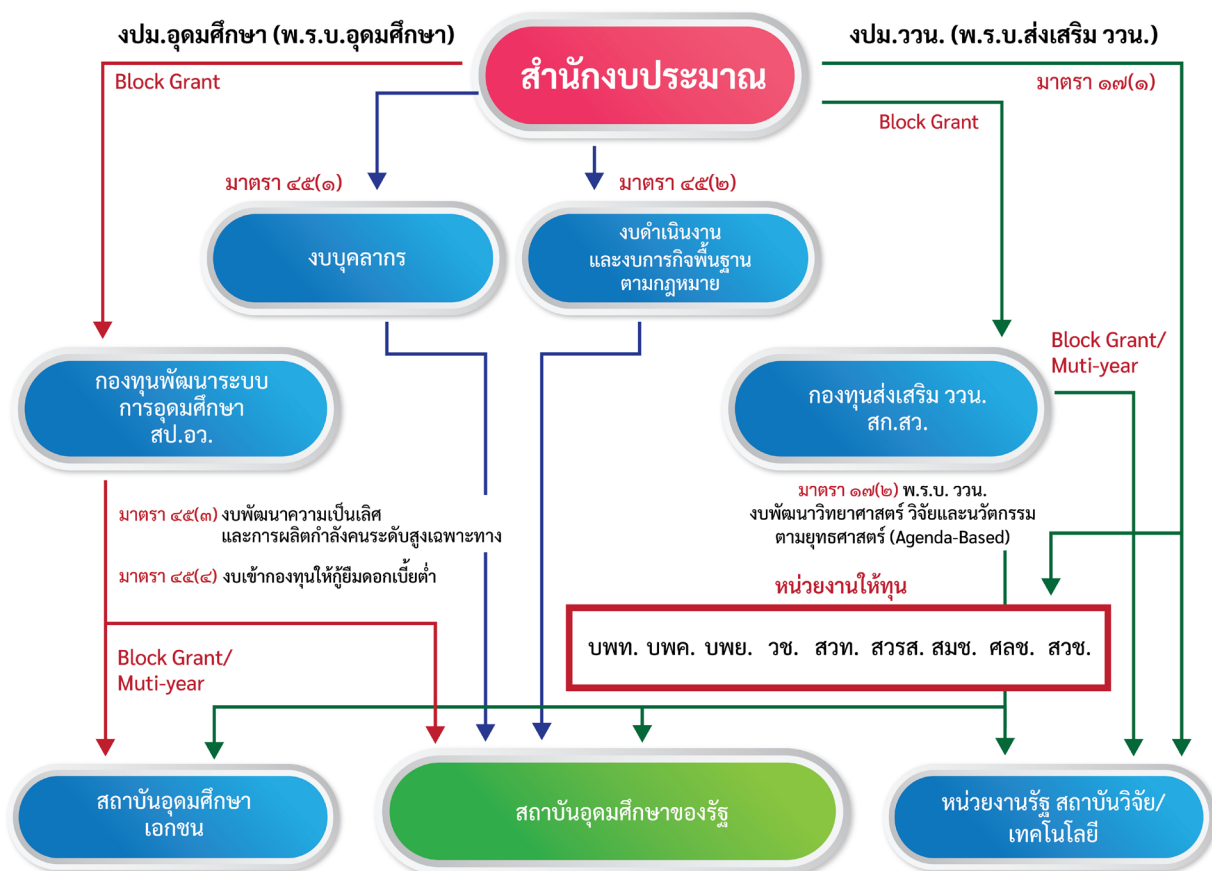 งปม.อุดมศึกษา (พ.ร.บ.อุดมศึกษา)
งปม.ววน. (พ.ร.บ.ส่งเสริม ววน.)
สำนักงบประมาณ
Block Grant
มาตรา ๑๗(๑)
Block Grant
มาตรา ๔๕(๑)
มาตรา ๔๕(๒)
งบบุคลากร
งบดำเนินงาน
และงบภารกิจพื้นฐาน
ตามกฎหมาย
Block Grant/
Muti-year
กองทุนพัฒนาระบบ
การอุดมศึกษา
สป.อว.
กองทุนส่งเสริม ววน.
สก.สว.
มาตรา ๔๕(๓) งบพัฒนาความเป็นเลิศ
และการผลิตกำลังคนระดับสูงเฉพาะทาง
มาตรา ๔๕(๔) งบเข้ากองทุนให้กู้ยืมดอกเบี้ยต่ำ
มาตรา ๑๗(๒) พ.ร.บ. ววน.
งบพัฒนาวิทยาศาสตร์ วิจัยและนวัตกรรม
ตามยุทธศาสตร์ (Agenda-Based)
หน่วยงานให้ทุน
บพท. บพค. บพย. วช. สวท. สวรส. สมช. ศลช. สวช.
Block Grant/
Muti-year
สถาบันอุดมศึกษา
เอกชน
สถาบันอุดมศึกษาของรัฐ
หน่วยงานรัฐ สถาบันวิจัย/
เทคโนโลยี